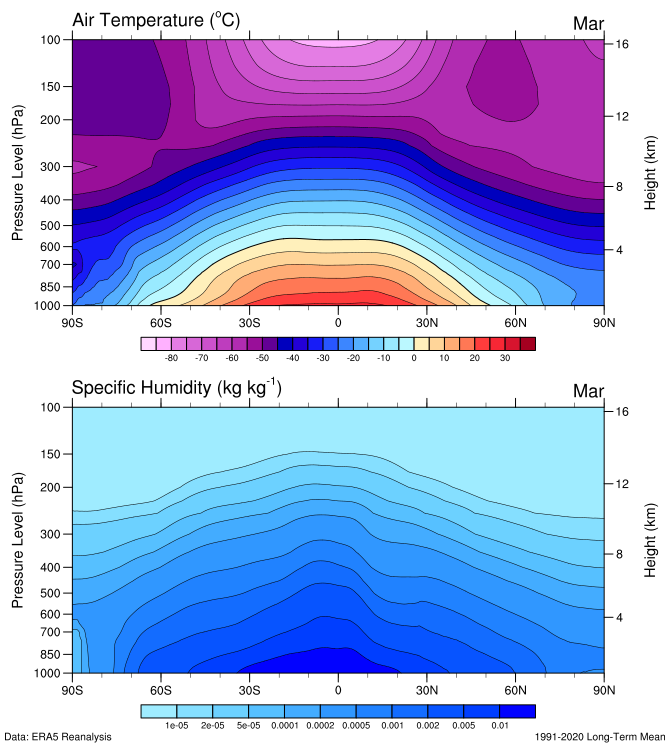 Air Temperature (°C)
Mar
Pressure Level (hPa)
Height (km)
100
150
200
300
400
500
600
700
850
1000
16
12
8
4
90S 60S 30S 0 30N 60N 90N
-80 -70 -60 -50 -40 -30 -20 -10 0 10 20 30
Specific Humidity (kg kg⁻¹)
Mar
Pressure Level (hPa)
Height (km)
100
150
200
300
400
500
600
700
850
1000
16
12
8
4
90S 60S 30S 0 30N 60N 90N
1e-05 2e-05 5e-05 0.0001 0.0002 0.0005 0.001 0.002 0.005 0.01
Data: ERA5 Reanalysis
1991-2020 Long-Term Mean